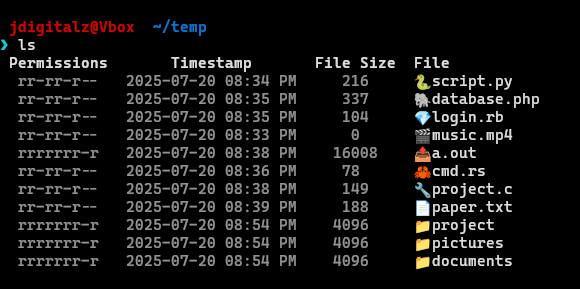 jdigitalz@Vbox ~/temp
❯ ls
Permissions Timestamp File Size File
rr-rr-r-- 2025-07-20 08:34 PM 216 🐍script.py
rr-rr-r-- 2025-07-20 08:35 PM 337 🐘database.php
rr-rr-r-- 2025-07-20 08:35 PM 104 💎login.rb
rr-rr-r-- 2025-07-20 08:33 PM 0 🎬music.mp4
rrrrrrr-r 2025-07-20 08:38 PM 16008 📤a.out
rr-rr-r-- 2025-07-20 08:36 PM 78 🦀cmd.rs
rr-rr-r-- 2025-07-20 08:38 PM 149 🔧project.c
rr-rr-r-- 2025-07-20 08:39 PM 188 📄paper.txt
rrrrrrr-r 2025-07-20 08:54 PM 4096 📁project
rrrrrrr-r 2025-07-20 08:54 PM 4096 📁pictures
rrrrrrr-r 2025-07-20 08:54 PM 4096 📁documents